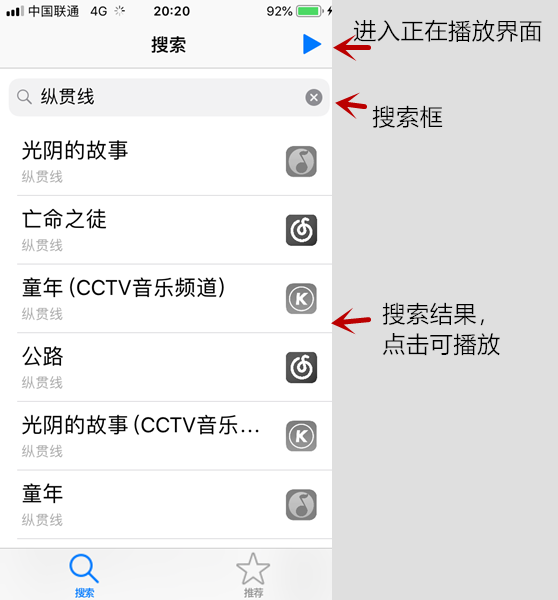 中国联通 4G 20:20 92%
搜索
进入正在播放界面
纵贯线
搜索框
光阴的故事
纵贯线
亡命之徒
纵贯线
童年（CCTV音乐频道）
纵贯线
搜索结果，
点击可播放
公路
纵贯线
光阴的故事（CCTV音乐…
纵贯线
童年
纵贯线
搜索 推荐